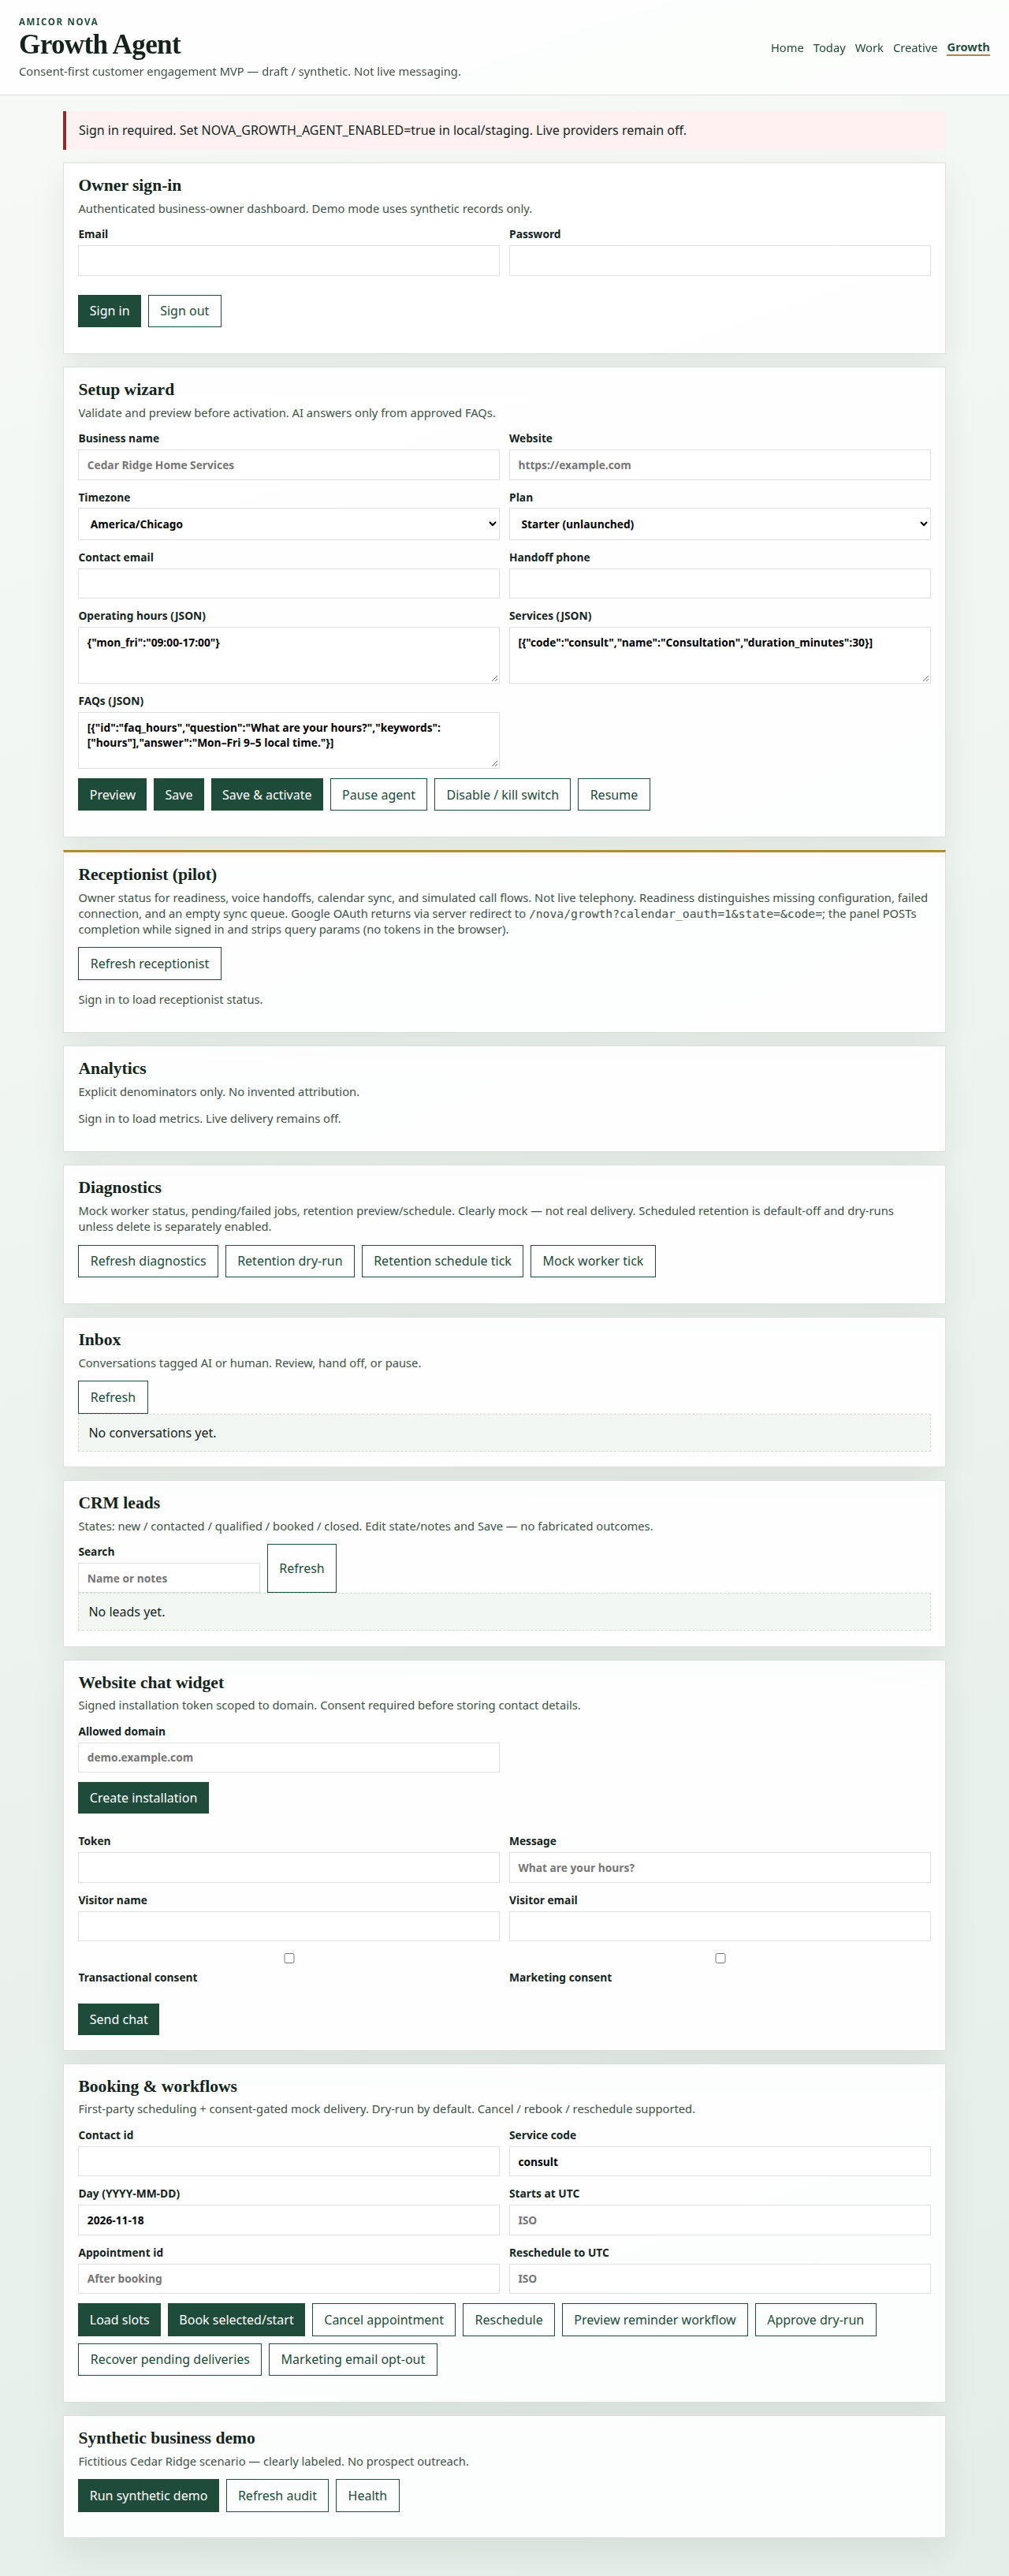 AMICOR NOVA
Growth Agent
Consent-first customer engagement MVP — draft / synthetic. Not live messaging.
Home Today Work Creative Growth
Sign in required. Set NOVA_GROWTH_AGENT_ENABLED=true in local/staging. Live providers remain off.
Owner sign-in
Authenticated business-owner dashboard. Demo mode uses synthetic records only.
Email Password
Sign in Sign out
Setup wizard
Validate and preview before activation. AI answers only from approved FAQs.
Business name Website
Cedar Ridge Home Services https://example.com
Timezone Plan
America/Chicago Starter (unlaunched)
Contact email Handoff phone
Operating hours (JSON) Services (JSON)
{"mon_fri":"09:00-17:00"} [{"code":"consult","name":"Consultation","duration_minutes":30}]
FAQs (JSON)
[{"id":"faq_hours","question":"What are your hours?","keywords":
["hours"],"answer":"Mon–Fri 9–5 local time."}]
Preview Save Save & activate Pause agent Disable / kill switch Resume
Receptionist (pilot)
Owner status for readiness, voice handoffs, calendar sync, and simulated call flows. Not live telephony. Readiness distinguishes missing configuration, failed
connection, and an empty sync queue. Google OAuth returns via server redirect to /nova/growth?calendar_oauth=1&state=&code=; the panel POSTs
completion while signed in and strips query params (no tokens in the browser).
Refresh receptionist
Sign in to load receptionist status.
Analytics
Explicit denominators only. No invented attribution.
Sign in to load metrics. Live delivery remains off.
Diagnostics
Mock worker status, pending/failed jobs, retention preview/schedule. Clearly mock — not real delivery. Scheduled retention is default-off and dry-runs
unless delete is separately enabled.
Refresh diagnostics Retention dry-run Retention schedule tick Mock worker tick
Inbox
Conversations tagged AI or human. Review, hand off, or pause.
Refresh
No conversations yet.
CRM leads
States: new / contacted / qualified / booked / closed. Edit state/notes and Save — no fabricated outcomes.
Search
Name or notes Refresh
No leads yet.
Website chat widget
Signed installation token scoped to domain. Consent required before storing contact details.
Allowed domain
demo.example.com
Create installation
Token Message
What are your hours?
Visitor name Visitor email
Transactional consent Marketing consent
Send chat
Booking & workflows
First-party scheduling + consent-gated mock delivery. Dry-run by default. Cancel / rebook / reschedule supported.
Contact id Service code
consult
Day (YYYY-MM-DD) Starts at UTC
2026-11-18 ISO
Appointment id Reschedule to UTC
After booking ISO
Load slots Book selected/start Cancel appointment Reschedule Preview reminder workflow Approve dry-run
Recover pending deliveries Marketing email opt-out
Synthetic business demo
Fictitious Cedar Ridge scenario — clearly labeled. No prospect outreach.
Run synthetic demo Refresh audit Health